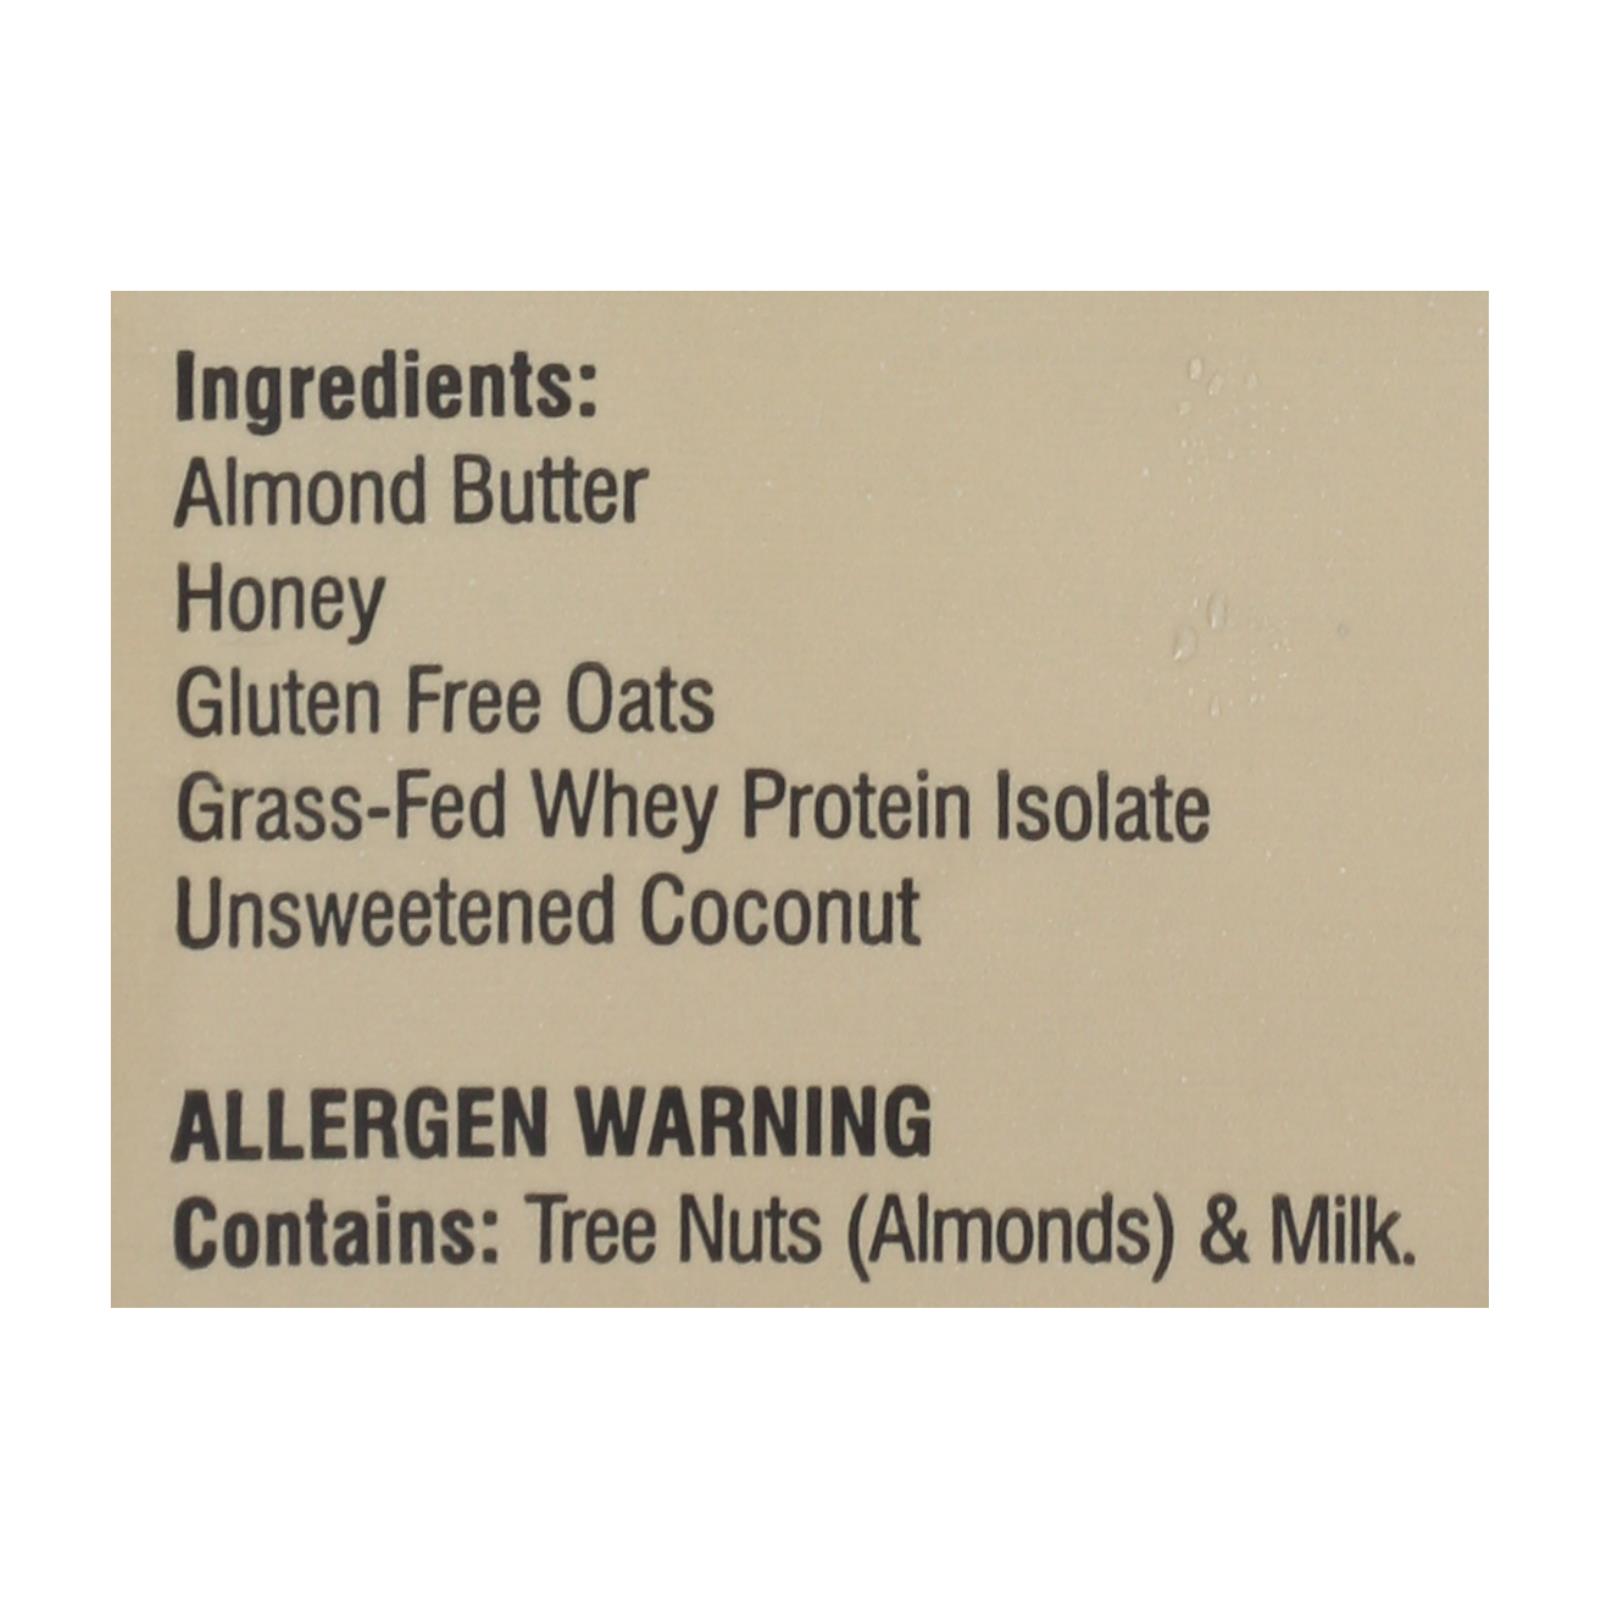 Ingredients:
Almond Butter
Honey
Gluten Free Oats
Grass-Fed Whey Protein Isolate
Unsweetened Coconut
ALLERGEN WARNING
Contains: Tree Nuts (Almonds) & Milk.